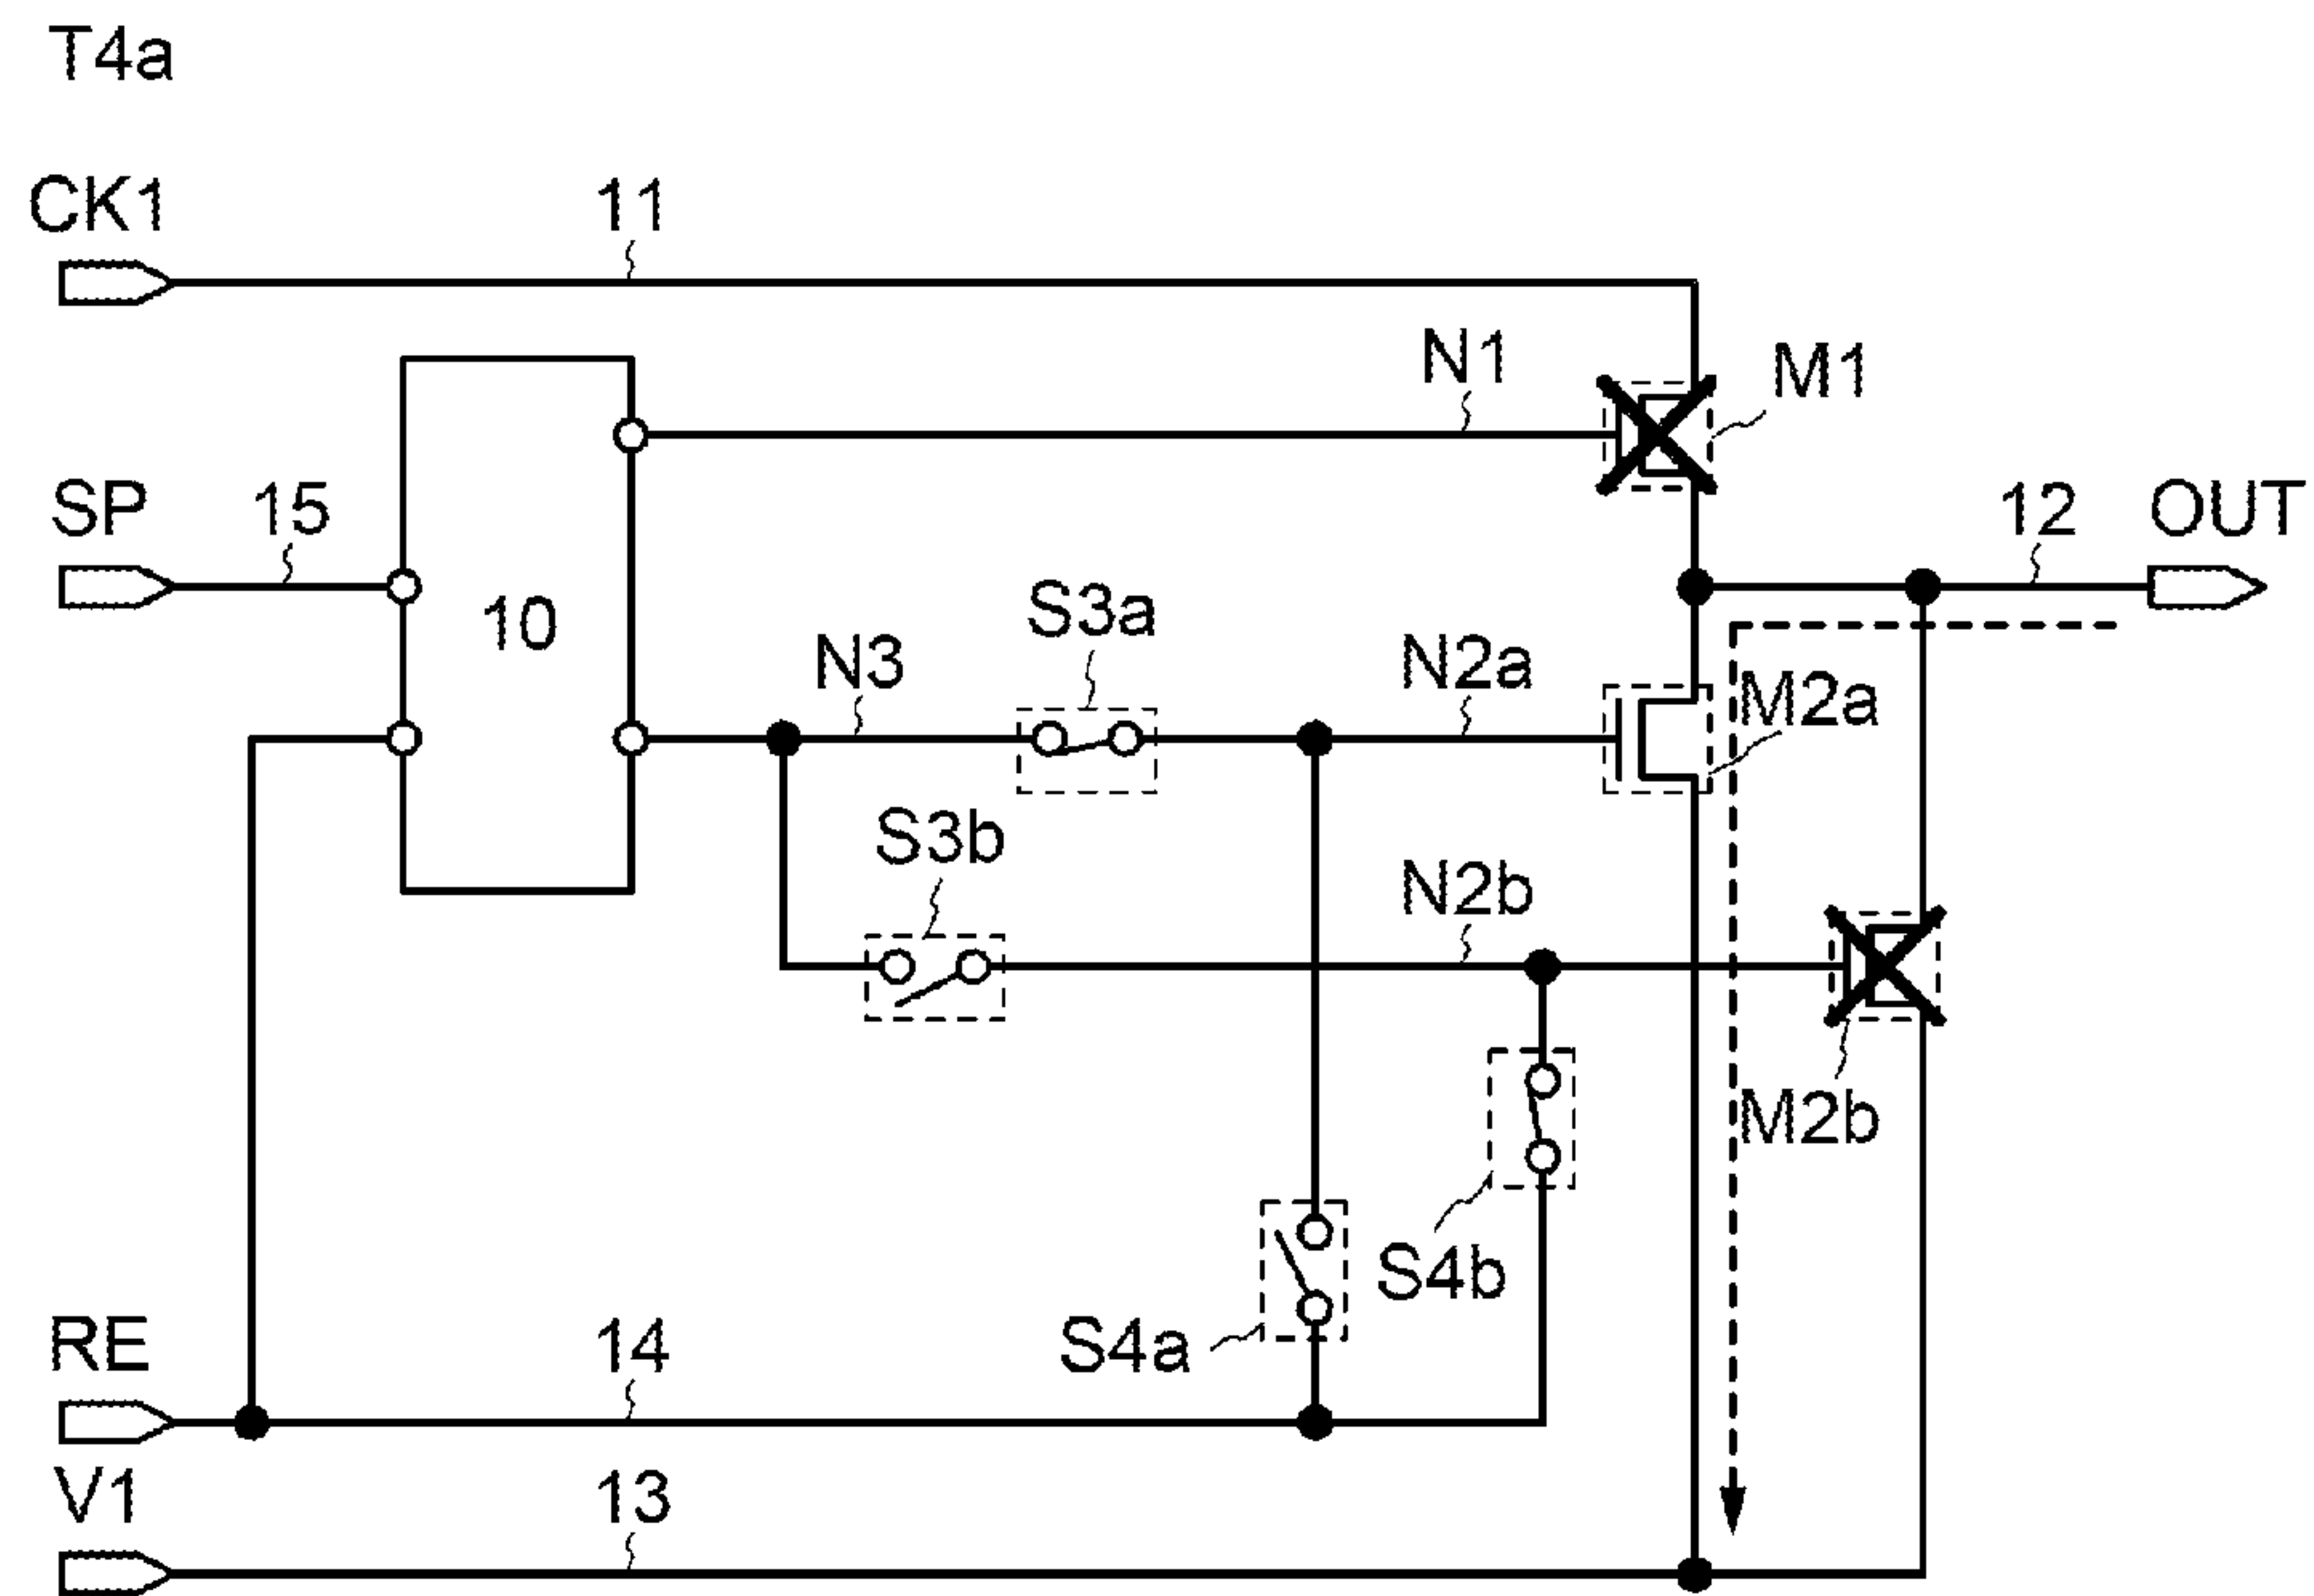 T4a
CK1
11
N1
M1
SP
15
10
12
OUT
S3a
N3
N2a
M2a
S3b
N2b
M2b
S4b
S4a
RE
14
V1
13